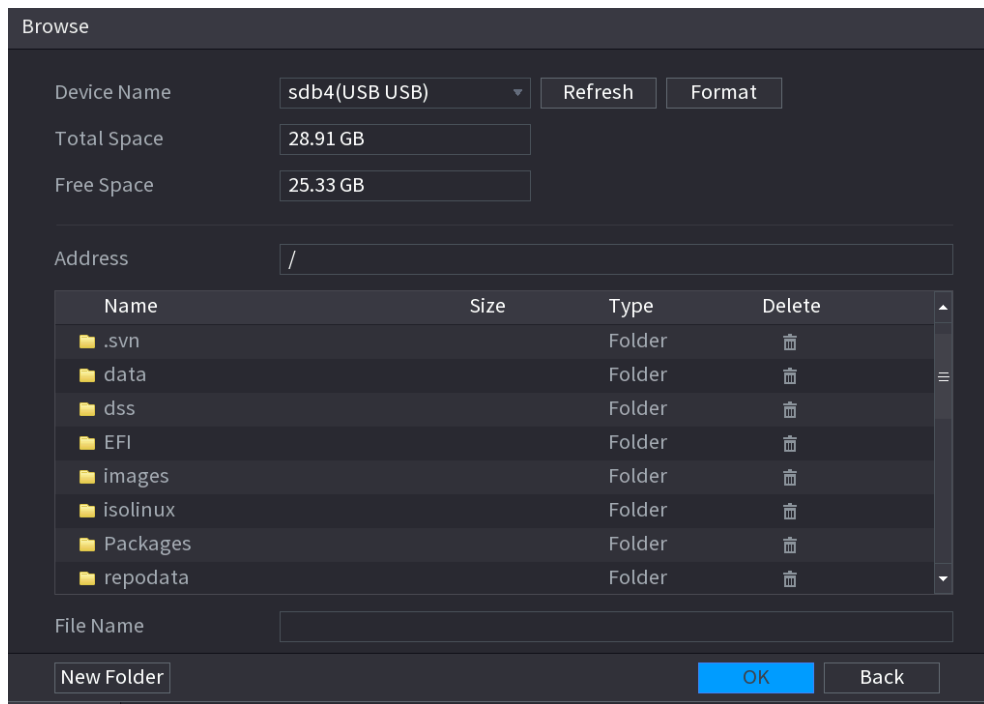 Browse
Device Name sdb4(USB USB) Refresh Format
Total Space 28.91 GB
Free Space 25.33 GB
Address /
Name Size Type Delete
.svn Folder
data Folder
dss Folder
EFI Folder
images Folder
isolinux Folder
Packages Folder
repodata Folder
File Name
New Folder OK Back